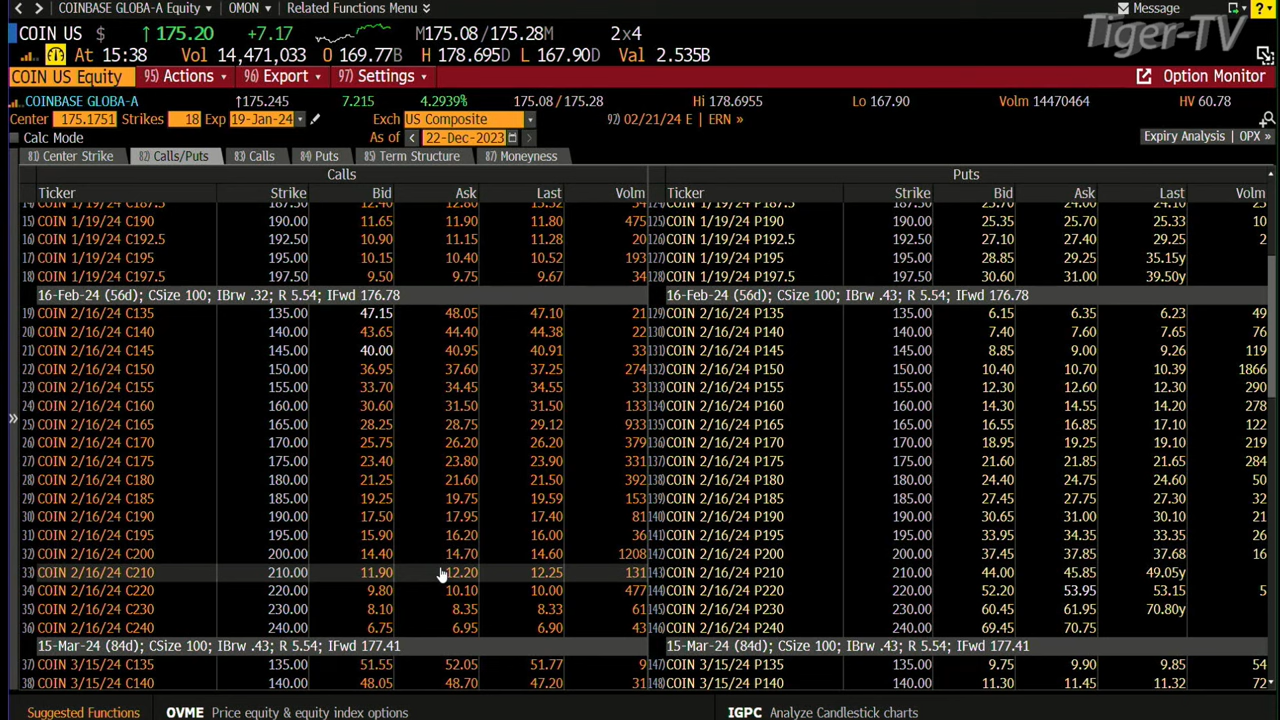 COINBASE GLOBA-A Equity OMON Related Functions Menu Message ?
COIN US $ ↑ 175.20 +7.17 M175.08/175.28M 2x4
At 15:38 Vol 14,471,033 O 169.77B H 178.695D L 167.90D Val 2.535B
Tiger-TV
COIN US Equity 95) Actions 96) Export 97) Settings Option Monitor
COINBASE GLOBA-A ↑175.245 7.215 4.2939% 175.08 / 175.28 Hi 178.6955 Lo 167.90 Volm 14470464 HV 60.78
Center 175.1751 Strikes 18 Exp 19-Jan-24 Exch US Composite 92) 02/21/24 E | ERN »
Calc Mode As of 22-Dec-2023 Expiry Analysis | OPX »
81) Center Strike 82) Calls/Puts 83) Calls 84) Puts 85) Term Structure 87) Moneyness
Calls Puts
Ticker Strike Bid Ask Last Volm Ticker Strike Bid Ask Last Volm
15) COIN 1/19/24 C190 190.00 11.65 11.90 11.80 475 125) COIN 1/19/24 P190 190.00 25.35 25.70 25.33 10
16) COIN 1/19/24 C192.5 192.50 10.90 11.15 11.28 20 126) COIN 1/19/24 P192.5 192.50 27.10 27.40 29.25 2
17) COIN 1/19/24 C195 195.00 10.15 10.40 10.52 193 127) COIN 1/19/24 P195 195.00 28.85 29.25 35.15y
18) COIN 1/19/24 C197.5 197.50 9.50 9.75 9.67 34 128) COIN 1/19/24 P197.5 197.50 30.60 31.00 39.50y
16-Feb-24 (56d); CSize 100; IBrw .32; R 5.54; IFwd 176.78 16-Feb-24 (56d); CSize 100; IBrw .43; R 5.54; IFwd 176.78
19) COIN 2/16/24 C135 135.00 47.15 48.05 47.10 21 129) COIN 2/16/24 P135 135.00 6.15 6.35 6.23 49
20) COIN 2/16/24 C140 140.00 43.65 44.40 44.38 22 130) COIN 2/16/24 P140 140.00 7.40 7.60 7.65 76
21) COIN 2/16/24 C145 145.00 40.00 40.95 40.91 33 131) COIN 2/16/24 P145 145.00 8.85 9.00 9.26 119
22) COIN 2/16/24 C150 150.00 36.95 37.60 37.25 274 132) COIN 2/16/24 P150 150.00 10.40 10.70 10.39 1866
23) COIN 2/16/24 C155 155.00 33.70 34.45 34.55 33 133) COIN 2/16/24 P155 155.00 12.30 12.60 12.30 290
24) COIN 2/16/24 C160 160.00 30.60 31.50 31.50 133 134) COIN 2/16/24 P160 160.00 14.30 14.55 14.20 278
25) COIN 2/16/24 C165 165.00 28.25 28.75 29.12 933 135) COIN 2/16/24 P165 165.00 16.55 16.85 17.10 122
26) COIN 2/16/24 C170 170.00 25.75 26.20 26.20 379 136) COIN 2/16/24 P170 170.00 18.95 19.25 19.10 219
27) COIN 2/16/24 C175 175.00 23.40 23.80 23.90 331 137) COIN 2/16/24 P175 175.00 21.60 21.85 21.65 284
28) COIN 2/16/24 C180 180.00 21.25 21.60 21.50 392 138) COIN 2/16/24 P180 180.00 24.40 24.75 24.60 50
29) COIN 2/16/24 C185 185.00 19.25 19.75 19.59 153 139) COIN 2/16/24 P185 185.00 27.45 27.75 27.30 32
30) COIN 2/16/24 C190 190.00 17.50 17.95 17.40 81 140) COIN 2/16/24 P190 190.00 30.65 31.00 30.10 21
31) COIN 2/16/24 C195 195.00 15.90 16.20 16.00 36 141) COIN 2/16/24 P195 195.00 33.95 34.35 34.35 26
32) COIN 2/16/24 C200 200.00 14.40 14.70 14.60 1208 142) COIN 2/16/24 P200 200.00 37.45 37.85 37.68 16
33) COIN 2/16/24 C210 210.00 11.90 12.20 12.25 131 143) COIN 2/16/24 P210 210.00 44.00 45.85 49.05y
34) COIN 2/16/24 C220 220.00 9.80 10.10 10.00 477 144) COIN 2/16/24 P220 220.00 52.20 53.95 53.15 5
35) COIN 2/16/24 C230 230.00 8.10 8.35 8.33 61 145) COIN 2/16/24 P230 230.00 60.45 61.95 70.80y
36) COIN 2/16/24 C240 240.00 6.75 6.95 6.90 43 146) COIN 2/16/24 P240 240.00 69.45 70.75
15-Mar-24 (84d); CSize 100; IBrw .43; R 5.54; IFwd 177.41 15-Mar-24 (84d); CSize 100; IBrw .43; R 5.54; IFwd 177.41
37) COIN 3/15/24 C135 135.00 51.55 52.05 51.77 9 147) COIN 3/15/24 P135 135.00 9.75 9.90 9.85 54
38) COIN 3/15/24 C140 140.00 48.05 48.70 47.20 31 148) COIN 3/15/24 P140 140.00 11.30 11.45 11.32 72
Suggested Functions OVME Price equity & equity index options IGPC Analyze Candlestick charts